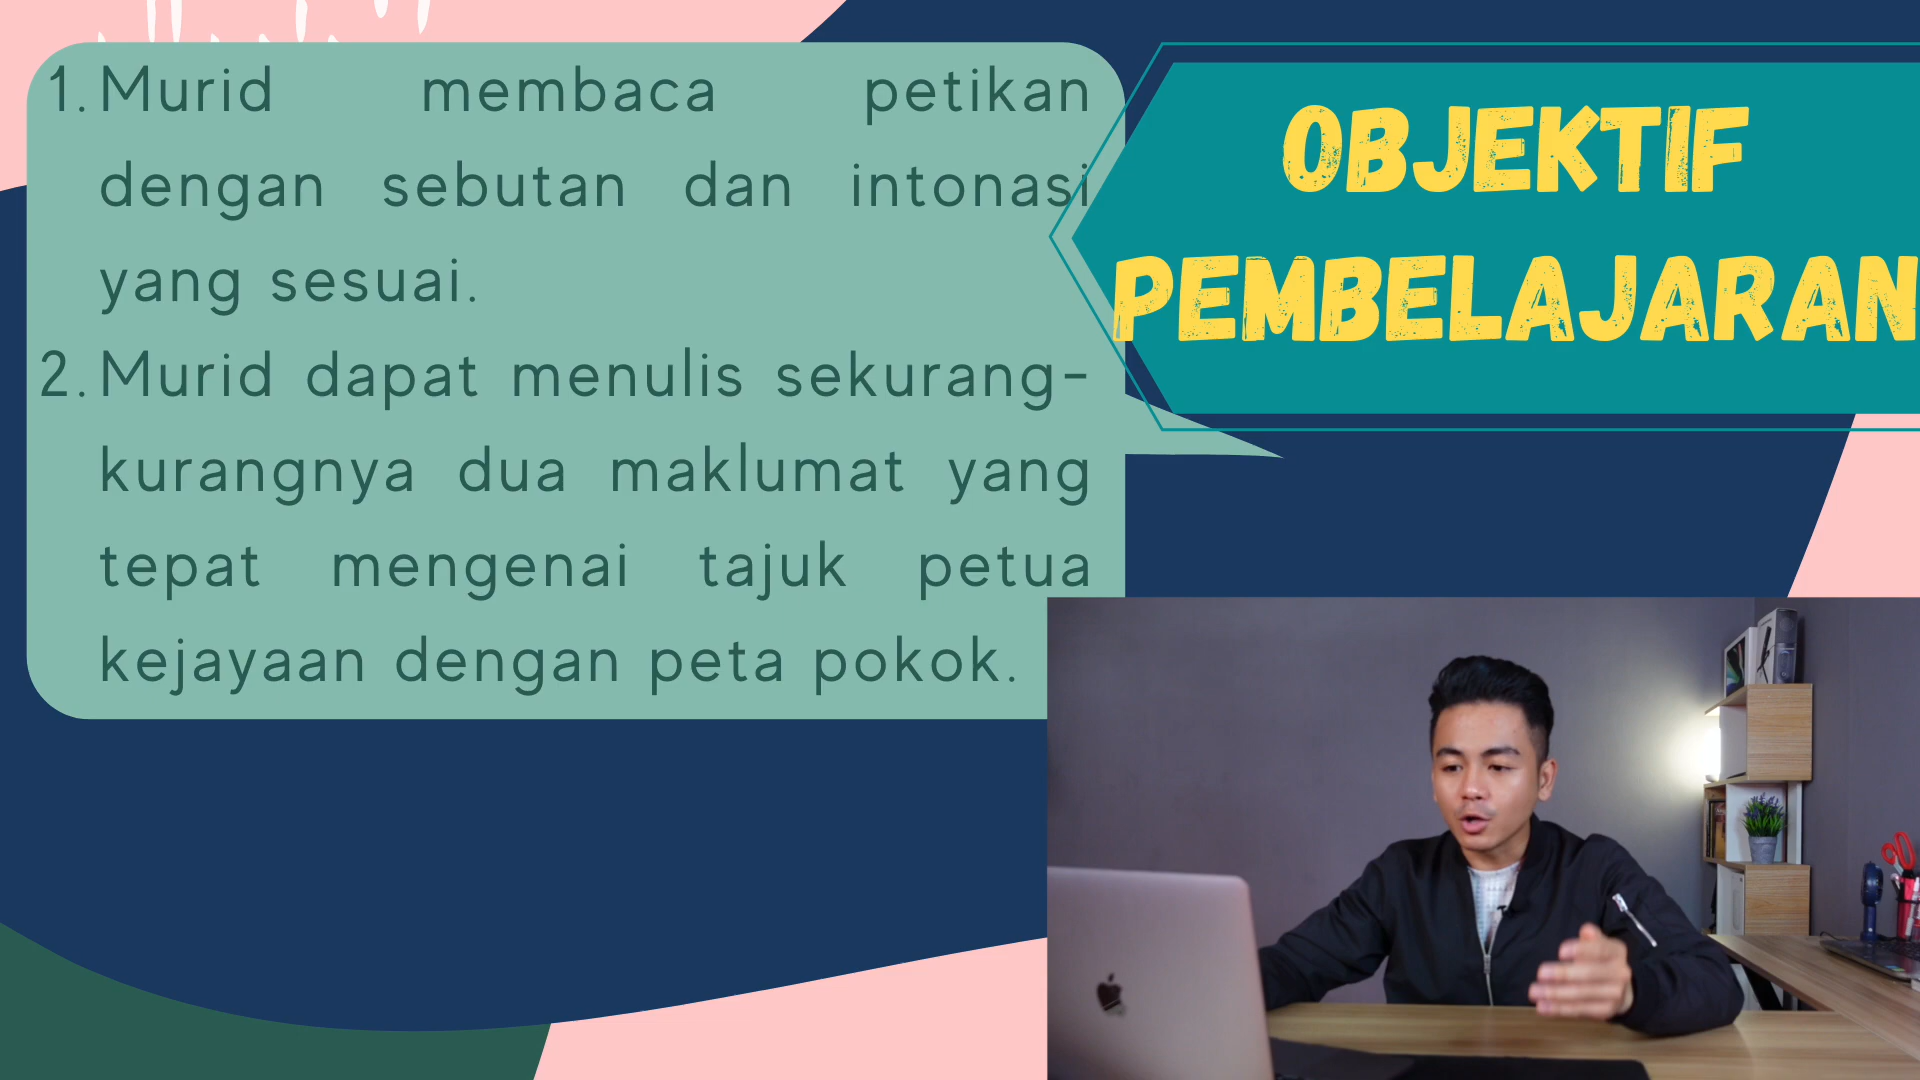 OBJEKTIF
PEMBELAJARAN
1. Murid membaca petikan
dengan sebutan dan intonasi
yang sesuai.
2. Murid dapat menulis sekurang-
kurangnya dua maklumat yang
tepat mengenai tajuk petua
kejayaan dengan peta pokok.